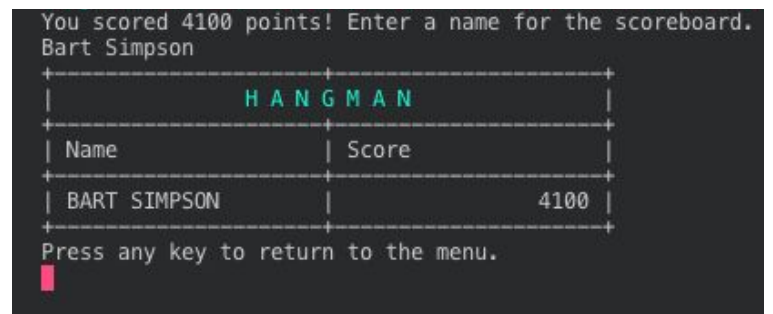 You scored 4100 points! Enter a name for the scoreboard.
Bart Simpson
H A N G M A N
Name Score
BART SIMPSON 4100
Press any key to return to the menu.